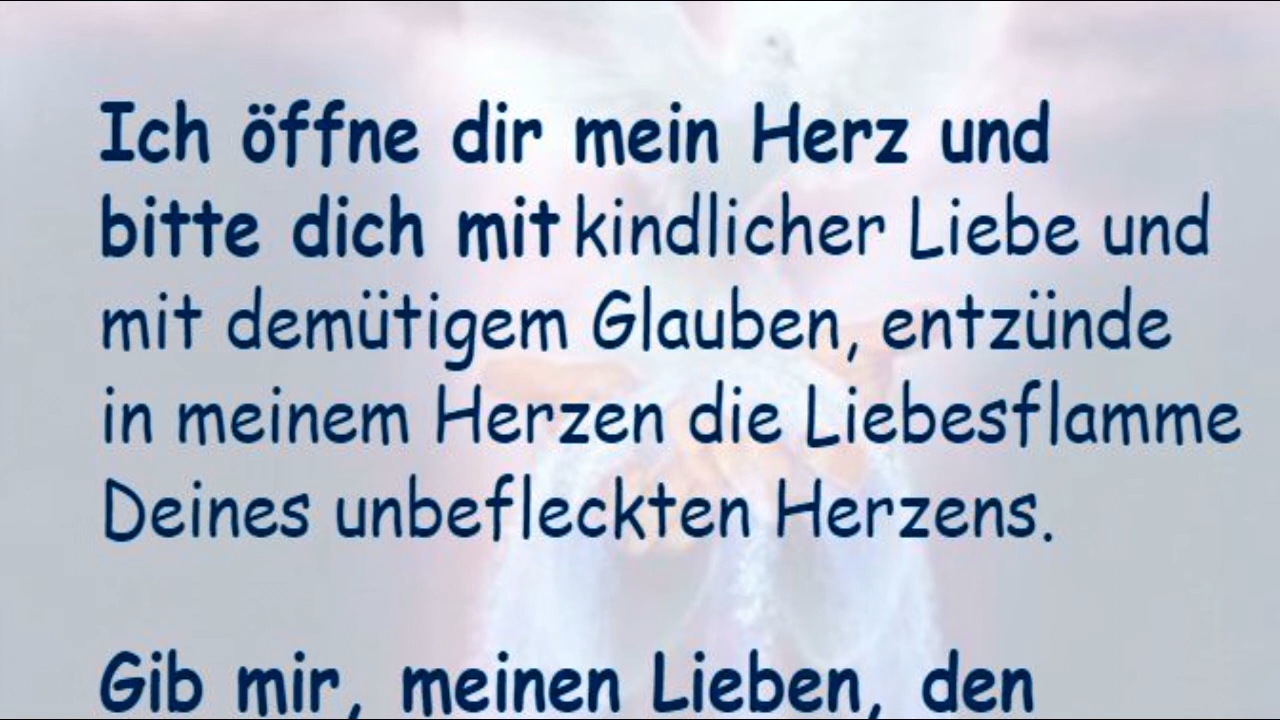 Ich öffne dir mein Herz und
bitte dich mit kindlicher Liebe und
mit demütigem Glauben, entzünde
in meinem Herzen die Liebesflamme
Deines unbefleckten Herzens.
Gib mir, meinen Lieben, den